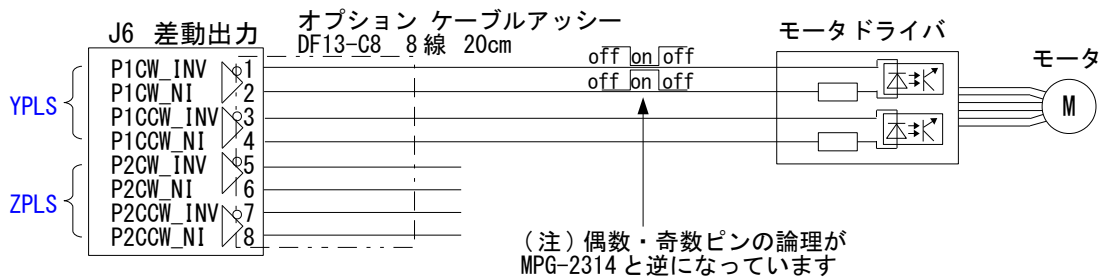 J6 差動出力
オプション ケーブルアッシー
DF13-C8 8線 20cm
モータドライバ
モータ
off on off
off on off
P1CW_INV 1
P1CW_NI 2
P1CCW_INV 3
P1CCW_NI 4
P2CW_INV 5
P2CW_NI 6
P2CCW_INV 7
P2CCW_NI 8
YPLS
ZPLS
M
(注)偶数・奇数ピンの論理が
MPG-2314と逆になっています